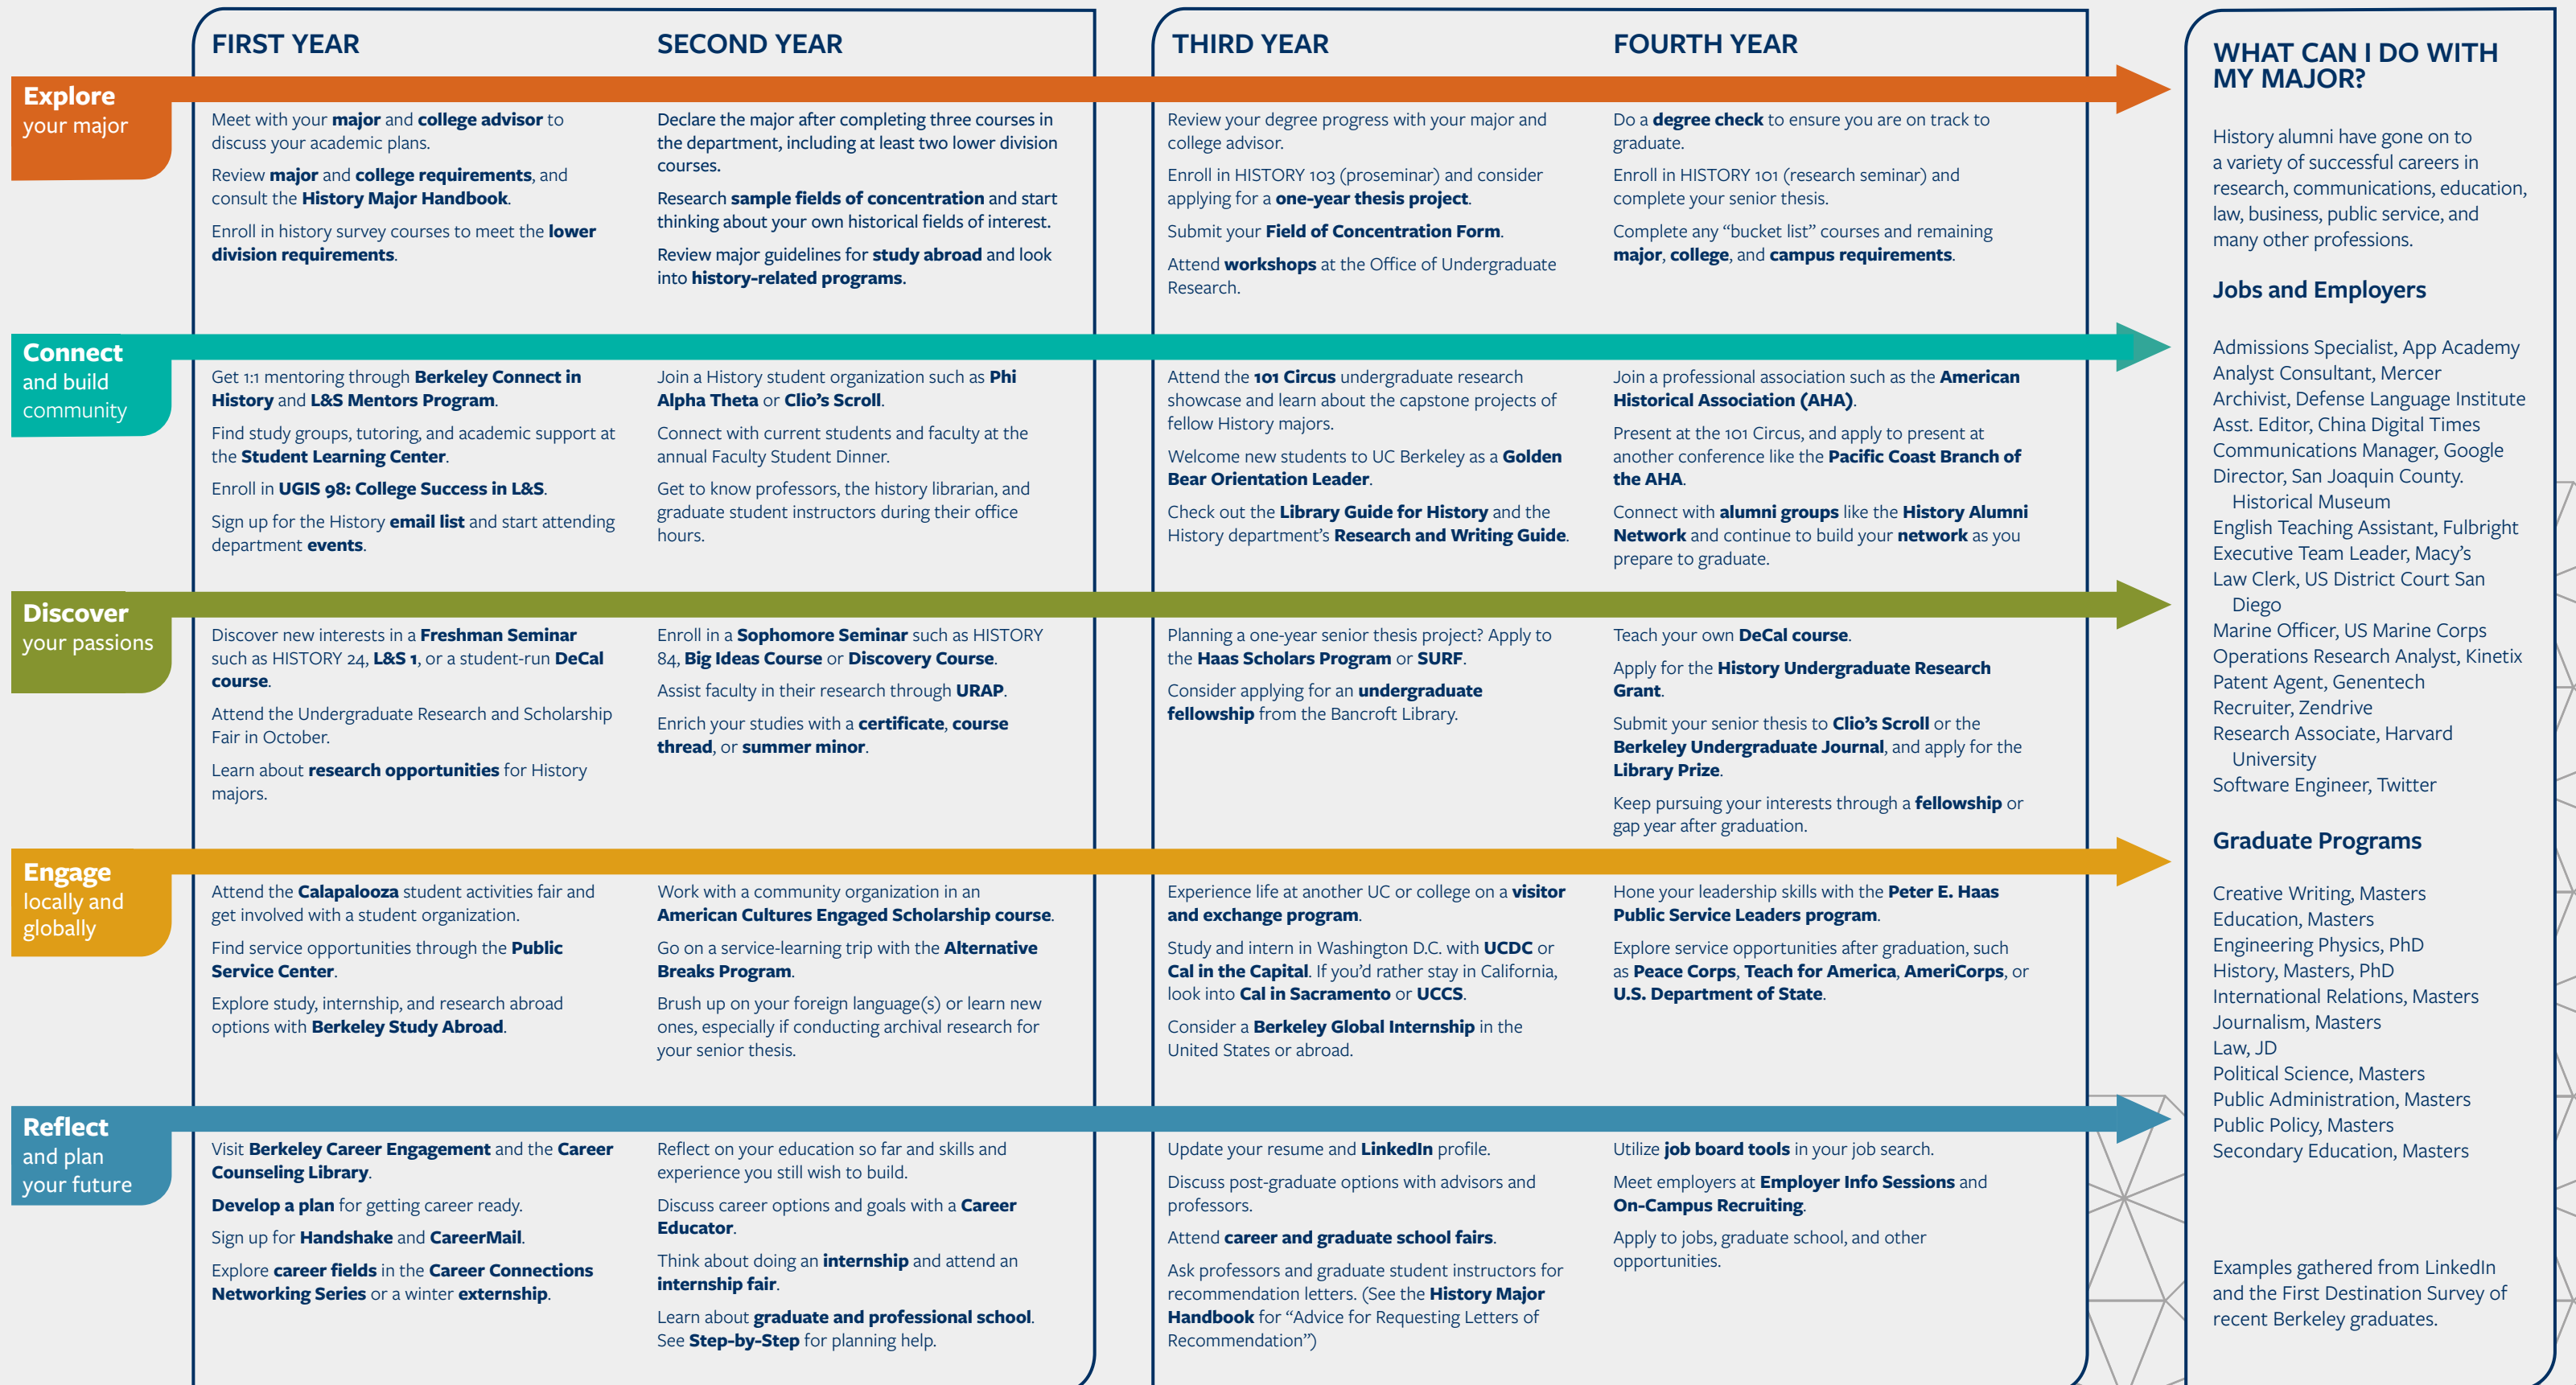 FIRST YEAR
SECOND YEAR
THIRD YEAR
FOURTH YEAR
Explore
your major
Meet with your major and college advisor to
discuss your academic plans.
Review major and college requirements, and
consult the History Major Handbook.
Enroll in history survey courses to meet the lower
division requirements.
Declare the major after completing three courses in
the department, including at least two lower division
courses.
Research sample fields of concentration and start
thinking about your own historical fields of interest.
Review major guidelines for study abroad and look
into history-related programs.
Review your degree progress with your major and
college advisor.
Enroll in HISTORY 103 (proseminar) and consider
applying for a one-year thesis project.
Submit your Field of Concentration Form.
Attend workshops at the Office of Undergraduate
Research.
Do a degree check to ensure you are on track to
graduate.
Enroll in HISTORY 101 (research seminar) and
complete your senior thesis.
Complete any “bucket list” courses and remaining
major, college, and campus requirements.
Connect
and build
community
Get 1:1 mentoring through Berkeley Connect in
History and L&S Mentors Program.
Find study groups, tutoring, and academic support at
the Student Learning Center.
Enroll in UGIS 98: College Success in L&S.
Sign up for the History email list and start attending
department events.
Join a History student organization such as Phi
Alpha Theta or Clio’s Scroll.
Connect with current students and faculty at the
annual Faculty Student Dinner.
Get to know professors, the history librarian, and
graduate student instructors during their office
hours.
Attend the 101 Circus undergraduate research
showcase and learn about the capstone projects of
fellow History majors.
Welcome new students to UC Berkeley as a Golden
Bear Orientation Leader.
Check out the Library Guide for History and the
History department’s Research and Writing Guide.
Join a professional association such as the American
Historical Association (AHA).
Present at the 101 Circus, and apply to present at
another conference like the Pacific Coast Branch of
the AHA.
Connect with alumni groups like the History Alumni
Network and continue to build your network as you
prepare to graduate.
Discover
your passions
Discover new interests in a Freshman Seminar
such as HISTORY 24, L&S 1, or a student-run DeCal
course.
Attend the Undergraduate Research and Scholarship
Fair in October.
Learn about research opportunities for History
majors.
Enroll in a Sophomore Seminar such as HISTORY
84, Big Ideas Course or Discovery Course.
Assist faculty in their research through URAP.
Enrich your studies with a certificate, course
thread, or summer minor.
Planning a one-year senior thesis project? Apply to
the Haas Scholars Program or SURF.
Consider applying for an undergraduate
fellowship from the Bancroft Library.
Teach your own DeCal course.
Apply for the History Undergraduate Research
Grant.
Submit your senior thesis to Clio’s Scroll or the
Berkeley Undergraduate Journal, and apply for the
Library Prize.
Keep pursuing your interests through a fellowship or
gap year after graduation.
Engage
locally and
globally
Attend the Calapalooza student activities fair and
get involved with a student organization.
Find service opportunities through the Public
Service Center.
Explore study, internship, and research abroad
options with Berkeley Study Abroad.
Work with a community organization in an
American Cultures Engaged Scholarship course.
Go on a service-learning trip with the Alternative
Breaks Program.
Brush up on your foreign language(s) or learn new
ones, especially if conducting archival research for
your senior thesis.
Experience life at another UC or college on a visitor
and exchange program.
Study and intern in Washington D.C. with UCDC or
Cal in the Capital. If you’d rather stay in California,
look into Cal in Sacramento or UCCS.
Consider a Berkeley Global Internship in the
United States or abroad.
Hone your leadership skills with the Peter E. Haas
Public Service Leaders program.
Explore service opportunities after graduation, such
as Peace Corps, Teach for America, AmeriCorps, or
U.S. Department of State.
Reflect
and plan
your future
Visit Berkeley Career Engagement and the Career
Counseling Library.
Develop a plan for getting career ready.
Sign up for Handshake and CareerMail.
Explore career fields in the Career Connections
Networking Series or a winter externship.
Reflect on your education so far and skills and
experience you still wish to build.
Discuss career options and goals with a Career
Educator.
Think about doing an internship and attend an
internship fair.
Learn about graduate and professional school.
See Step-by-Step for planning help.
Update your resume and LinkedIn profile.
Discuss post-graduate options with advisors and
professors.
Attend career and graduate school fairs.
Ask professors and graduate student instructors for
recommendation letters. (See the History Major
Handbook for “Advice for Requesting Letters of
Recommendation”)
Utilize job board tools in your job search.
Meet employers at Employer Info Sessions and
On-Campus Recruiting.
Apply to jobs, graduate school, and other
opportunities.
WHAT CAN I DO WITH
MY MAJOR?
History alumni have gone on to
a variety of successful careers in
research, communications, education,
law, business, public service, and
many other professions.
Jobs and Employers
Admissions Specialist, App Academy
Analyst Consultant, Mercer
Archivist, Defense Language Institute
Asst. Editor, China Digital Times
Communications Manager, Google
Director, San Joaquin County.
Historical Museum
English Teaching Assistant, Fulbright
Executive Team Leader, Macy’s
Law Clerk, US District Court San
Diego
Marine Officer, US Marine Corps
Operations Research Analyst, Kinetix
Patent Agent, Genentech
Recruiter, Zendrive
Research Associate, Harvard
University
Software Engineer, Twitter
Graduate Programs
Creative Writing, Masters
Education, Masters
Engineering Physics, PhD
History, Masters, PhD
International Relations, Masters
Journalism, Masters
Law, JD
Political Science, Masters
Public Administration, Masters
Public Policy, Masters
Secondary Education, Masters
Examples gathered from LinkedIn
and the First Destination Survey of
recent Berkeley graduates.